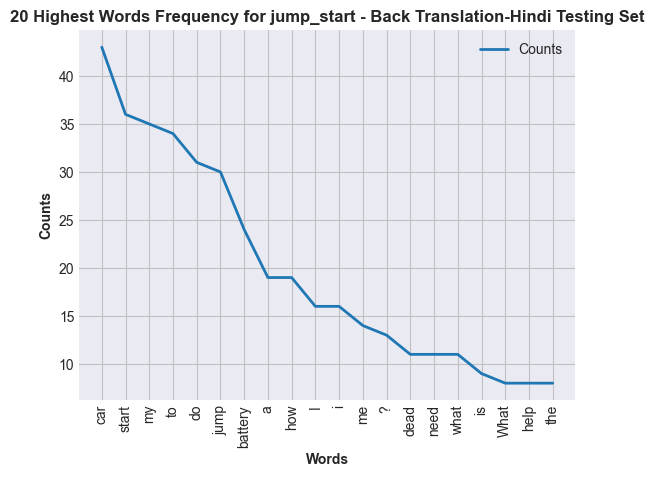 20 Highest Words Frequency for jump_start - Back Translation-Hindi Testing Set
Counts
40
35
30
25
20
15
10
Counts
car
start
my
to
do
jump
battery
a
how
I
i
me
?
dead
need
what
is
What
help
the
Words